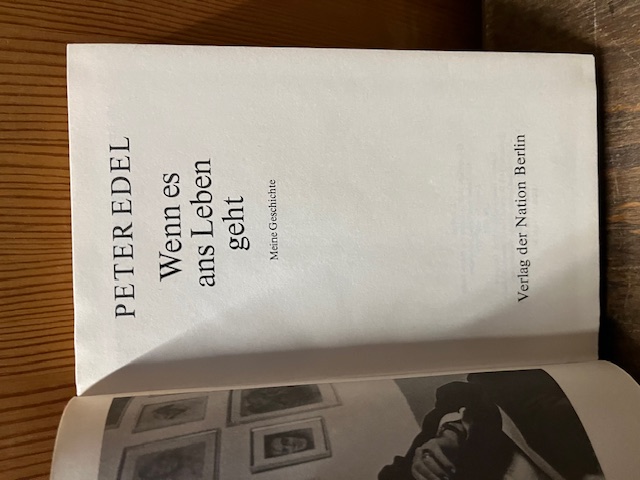 PETER EDEL
Wenn es
ans Leben
geht
Meine Geschichte
Verlag der Nation Berlin